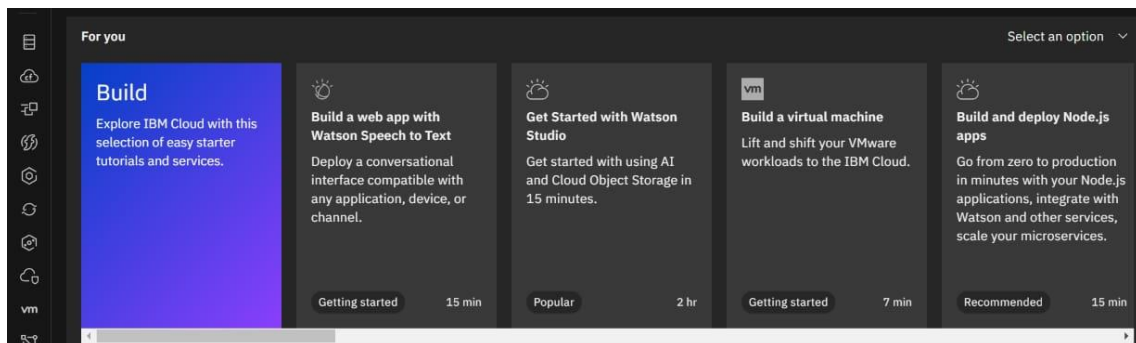 For you
Select an option
Build
Explore IBM Cloud with this
selection of easy starter
tutorials and services.
Build a web app with
Watson Speech to Text
Deploy a conversational
interface compatible with
any application, device, or
channel.
Getting started
15 min
Get Started with Watson
Studio
Get started with using AI
and Cloud Object Storage in
15 minutes.
Popular
2 hr
vm
Build a virtual machine
Lift and shift your VMware
workloads to the IBM Cloud.
Getting started
7 min
Build and deploy Node.js
apps
Go from zero to production
in minutes with your Node.js
applications, integrate with
Watson and other services,
scale your microservices.
Recommended
15 min
cf
vm